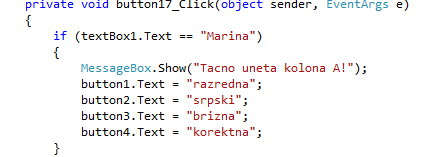 private void button17_Click(object sender, EventArgs e)
{
if (textBox1.Text == "Marina")
{
MessageBox.Show("Tacno uneta kolona A!");
button1.Text = "razredna";
button2.Text = "srpski";
button3.Text = "brizna";
button4.Text = "korektna";
}